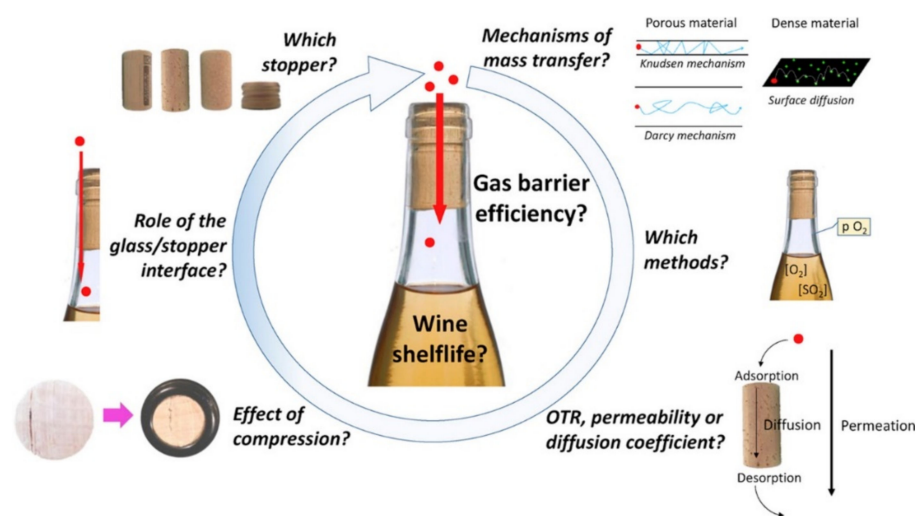 Which
stopper?
Mechanisms of
mass transfer?
Porous material
Knudsen mechanism
Darcy mechanism
Dense material
Surface diffusion
Gas barrier
efficiency?
Role of the
glass/stopper
interface?
Which
methods?
p O₂
[O₂]
[SO₂]
Wine
shelflife?
Effect of
compression?
OTR, permeability or
diffusion coefficient?
Adsorption
Diffusion
Desorption
Permeation